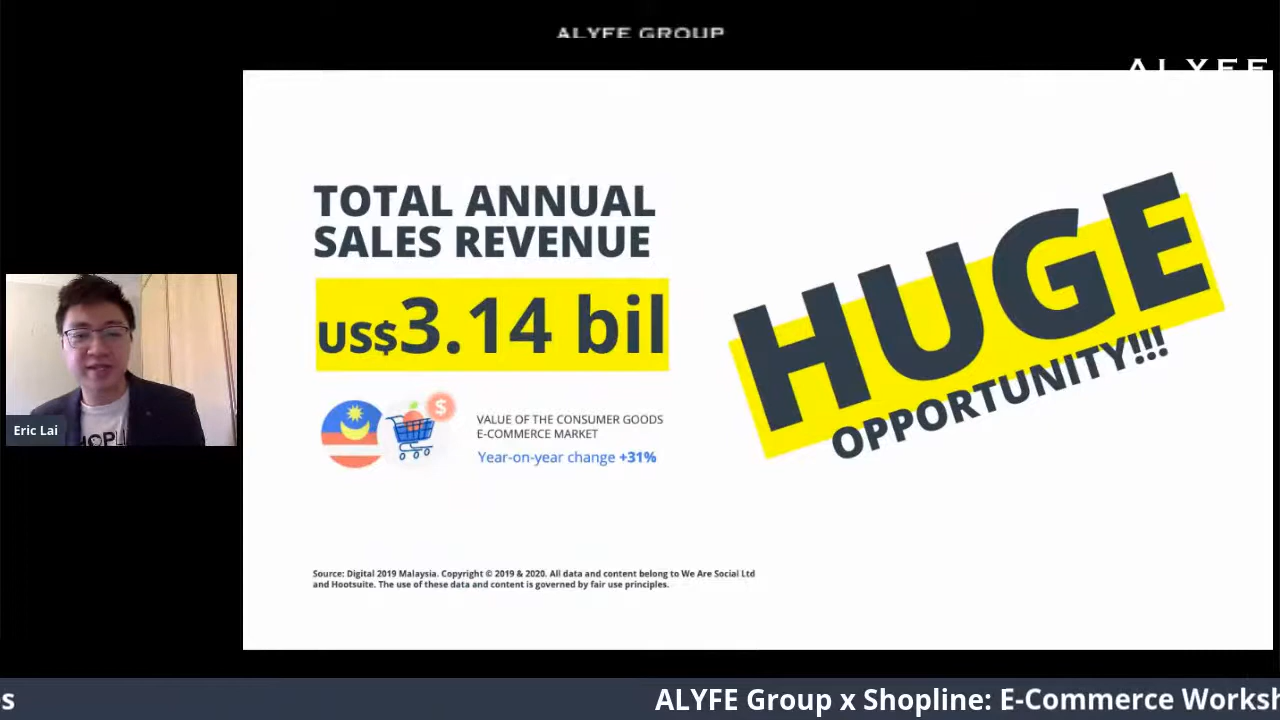 ALYFE GROUP
ALYFE
TOTAL ANNUAL
SALES REVENUE
US$3.14 bil
$
VALUE OF THE CONSUMER GOODS
E-COMMERCE MARKET
Year-on-year change +31%
HUGE
OPPORTUNITY!!!
Eric Lai
Source: Digital 2019 Malaysia. Copyright © 2019 & 2020. All data and content belong to We Are Social Ltd
and Hootsuite. The use of these data and content is governed by fair use principles.
ALYFE Group x Shopline: E-Commerce Worksh